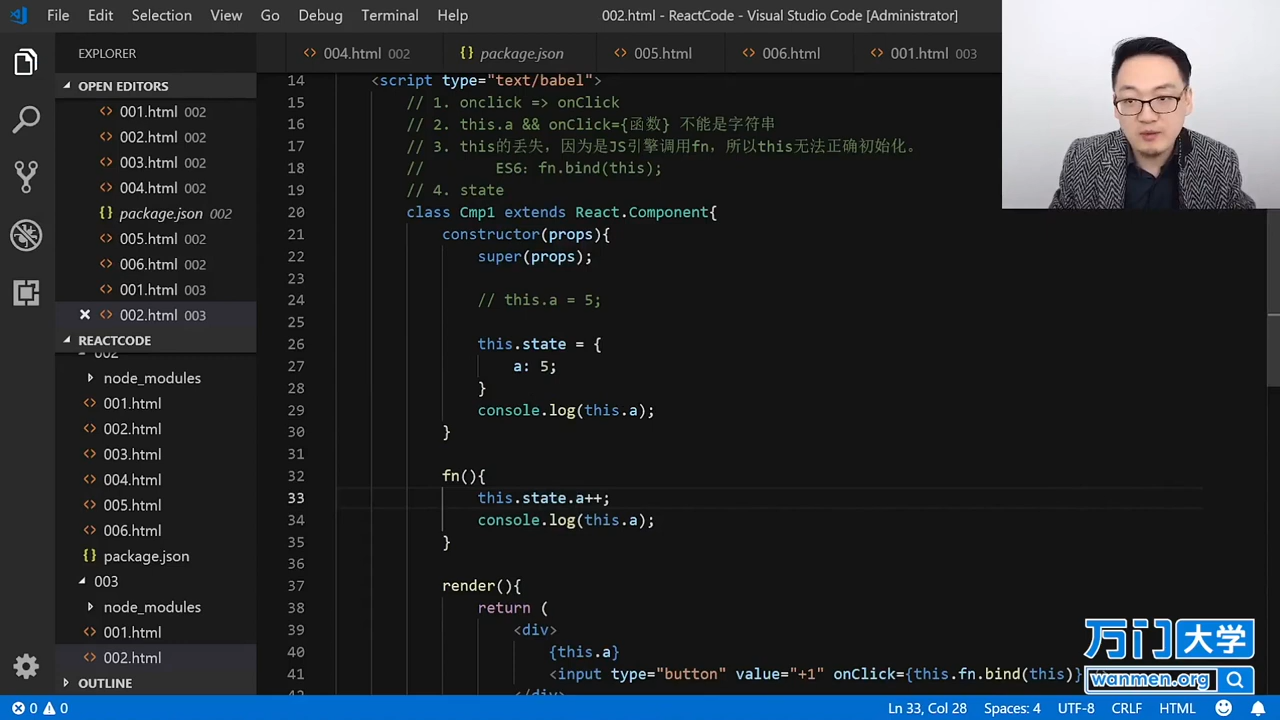 File Edit Selection View Go Debug Terminal Help 002.html - ReactCode - Visual Studio Code [Administrator]
EXPLORER
004.html 002 package.json 005.html 006.html 001.html 003
OPEN EDITORS
001.html 002
002.html 002
003.html 002
004.html 002
package.json 002
005.html 002
006.html 002
001.html 003
002.html 003
REACTCODE
002
node_modules
001.html
002.html
003.html
004.html
005.html
006.html
package.json
003
node_modules
001.html
002.html
OUTLINE
14 <script type="text/babel">
15 // 1. onclick => onClick
16 // 2. this.a && onClick={函数} 不能是字符串
17 // 3. this的丢失，因为是JS引擎调用fn，所以this无法正确初始化。
18 // ES6: fn.bind(this);
19 // 4. state
20 class Cmp1 extends React.Component{
21 constructor(props){
22 super(props);
23
24 // this.a = 5;
25
26 this.state = {
27 a: 5;
28 }
29 console.log(this.a);
30 }
31
32 fn(){
33 this.state.a++;
34 console.log(this.a);
35 }
36
37 render(){
38 return (
39 <div>
40 {this.a}
41 <input type="button" value="+1" onClick={this.fn.bind(this)}
万门大学
wanmen.org
0 0 Ln 33, Col 28 Spaces: 4 UTF-8 CRLF HTML